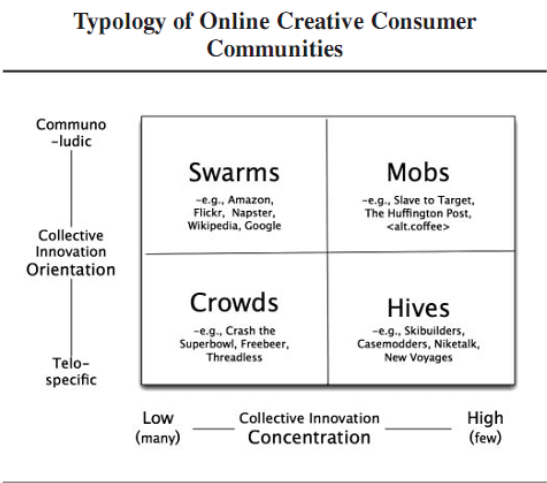 Typology of Online Creative Consumer
Communities
Communo
-ludic
Swarms
-e.g., Amazon,
Flickr, Napster,
Wikipedia, Google
Mobs
-e.g., Slave to Target,
The Huffington Post,
<alt.coffee>
Collective
Innovation
Orientation
Crowds
-e.g., Crash the
Superbowl, Freebeer,
Threadless
Hives
-e.g., Skibuilders,
Casemodders, Niketalk,
New Voyages
Telo-
specific
Low
(many)
Collective Innovation
Concentration
High
(few)